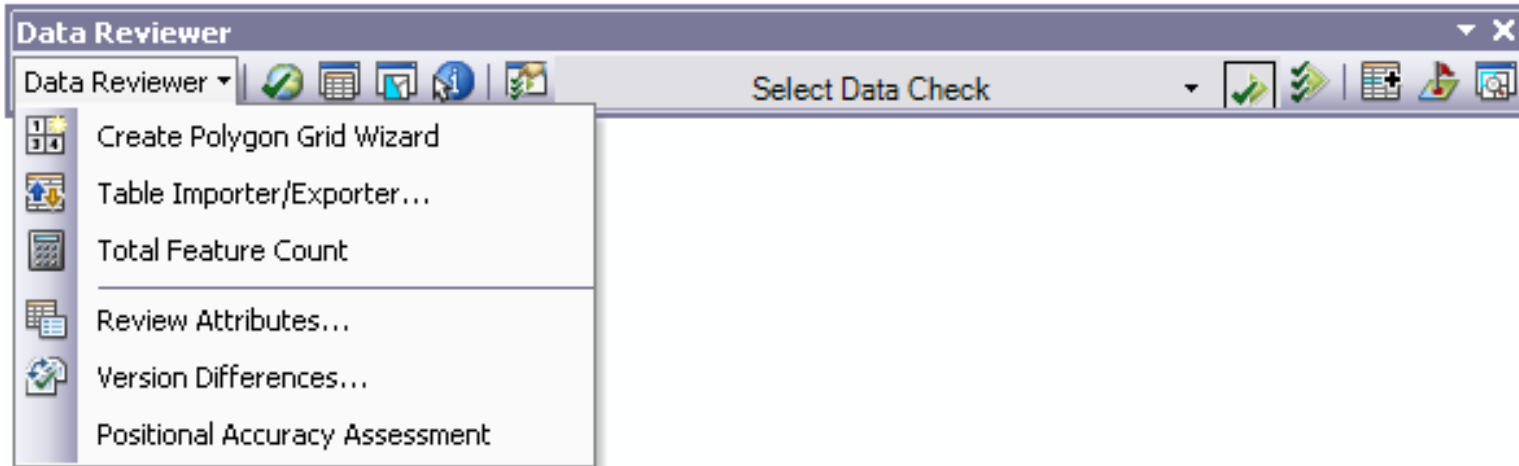 Data Reviewer
Data Reviewer Select Data Check
Create Polygon Grid Wizard
Table Importer/Exporter...
Total Feature Count
Review Attributes...
Version Differences...
Positional Accuracy Assessment